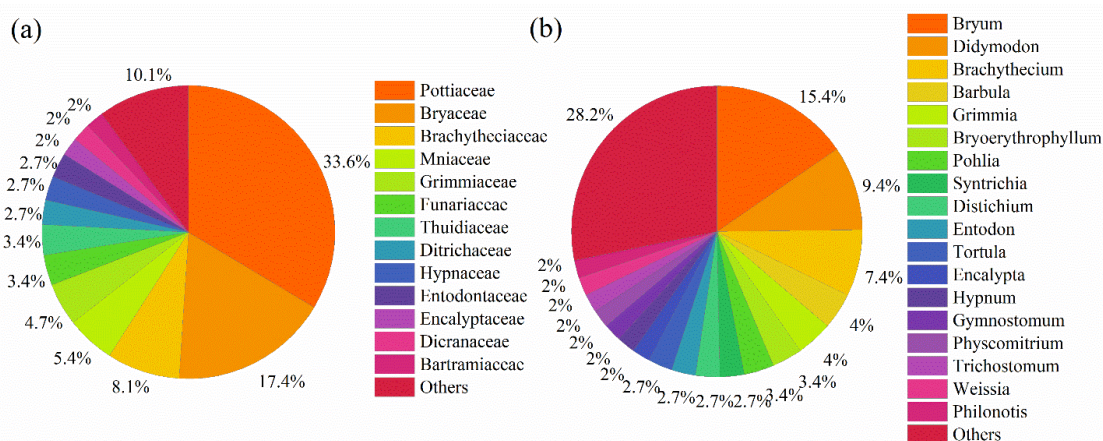 (a)
33.6%
17.4%
8.1%
5.4%
4.7%
3.4%
3.4%
2.7%
2.7%
2.7%
2%
2%
2%
10.1%
Pottiaceae
Bryaceae
Brachytheciaceac
Mniaceae
Grimmiaceae
Funariaccac
Thuidiaceae
Ditrichaceae
Hypnaceae
Entodontaceae
Encalyptaceae
Dicranaceae
Bartramiaccac
Others
(b)
15.4%
9.4%
7.4%
4%
4%
3.4%
3.4%
2.7%
2.7%
2.7%
2.7%
2%
2%
2%
2%
2%
2%
2%
28.2%
Bryum
Didymodon
Brachythecium
Barbula
Grimmia
Bryoerythrophyllum
Pohlia
Syntrichia
Distichium
Entodon
Tortula
Encalypta
Hypnum
Gymnostomum
Physcomitrium
Trichostomum
Weissia
Philonotis
Others